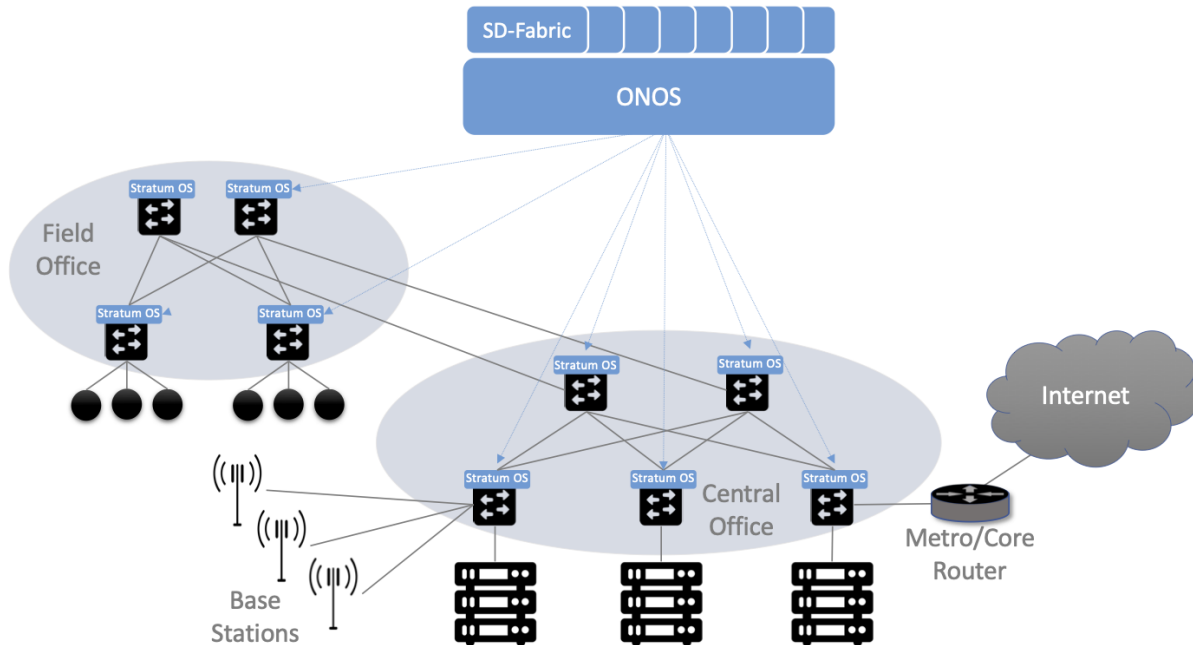 SD-Fabric
ONOS
Stratum OS
Stratum OS
Field
Office
Stratum OS
Stratum OS
Stratum OS
Stratum OS
Internet
Stratum OS
Stratum OS
Stratum OS
Central
Office
Metro/Core
Router
Base
Stations